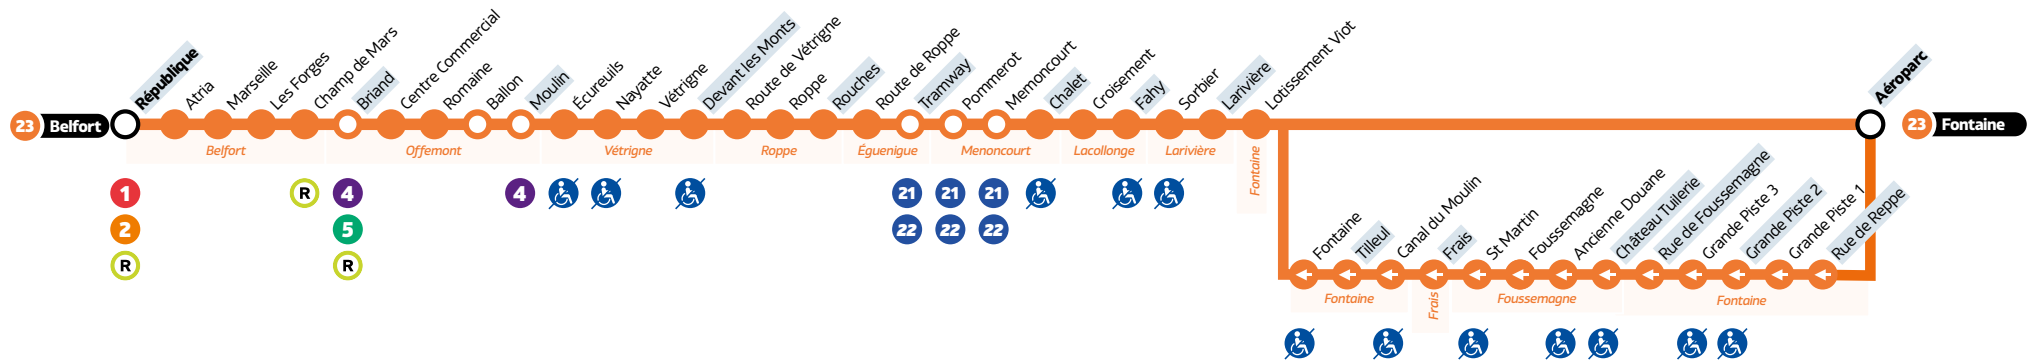 23 Belfort
République
Atria
Marseille
Les Forges
Champ de Mars
Briand
Centre Commercial
Romaine
Ballon
Moulin
Écureuils
Nayatte
Vétrigne
Devant les Monts
Route de Vétrigne
Roppe
Rouches
Route de Roppe
Tramway
Pommerot
Memoncourt
Chalet
Croisement
Fahy
Sorbier
Larivière
Lotissement Viot
Aéroparc
23 Fontaine
Belfort
Offemont
Vétrigne
Roppe
Éguenigue
Menoncourt
Lacollonge
Larivière
Fontaine
1
2
R
R
4
5
R
4
21
22
21
22
21
22
Fontaine
Tilleul
Canal du Moulin
Frais
St Martin
Foussemagne
Ancienne Douane
Château Tuilerie
Rue de Foussemagne
Grande Piste 3
Grande Piste 2
Grande Piste 1
Rue de Reppe
Fontaine
Frais
Foussemagne
Fontaine